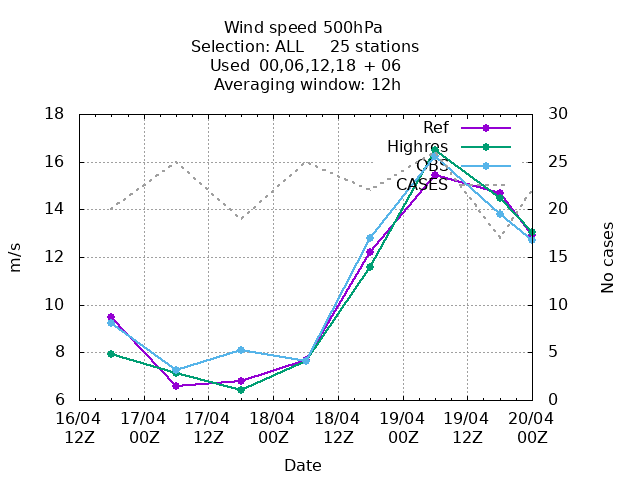 Wind speed 500hPa
Selection: ALL 25 stations
Used 00,06,12,18 + 06
Averaging window: 12h
18 30
Ref
Highres
16 25
OBS
CASES
14 20
m/s
12 15
No cases
10 10
8 5
6 0
16/04 17/04 17/04 18/04 18/04 19/04 19/04 20/04
12Z 00Z 12Z 00Z 12Z 00Z 12Z 00Z
Date